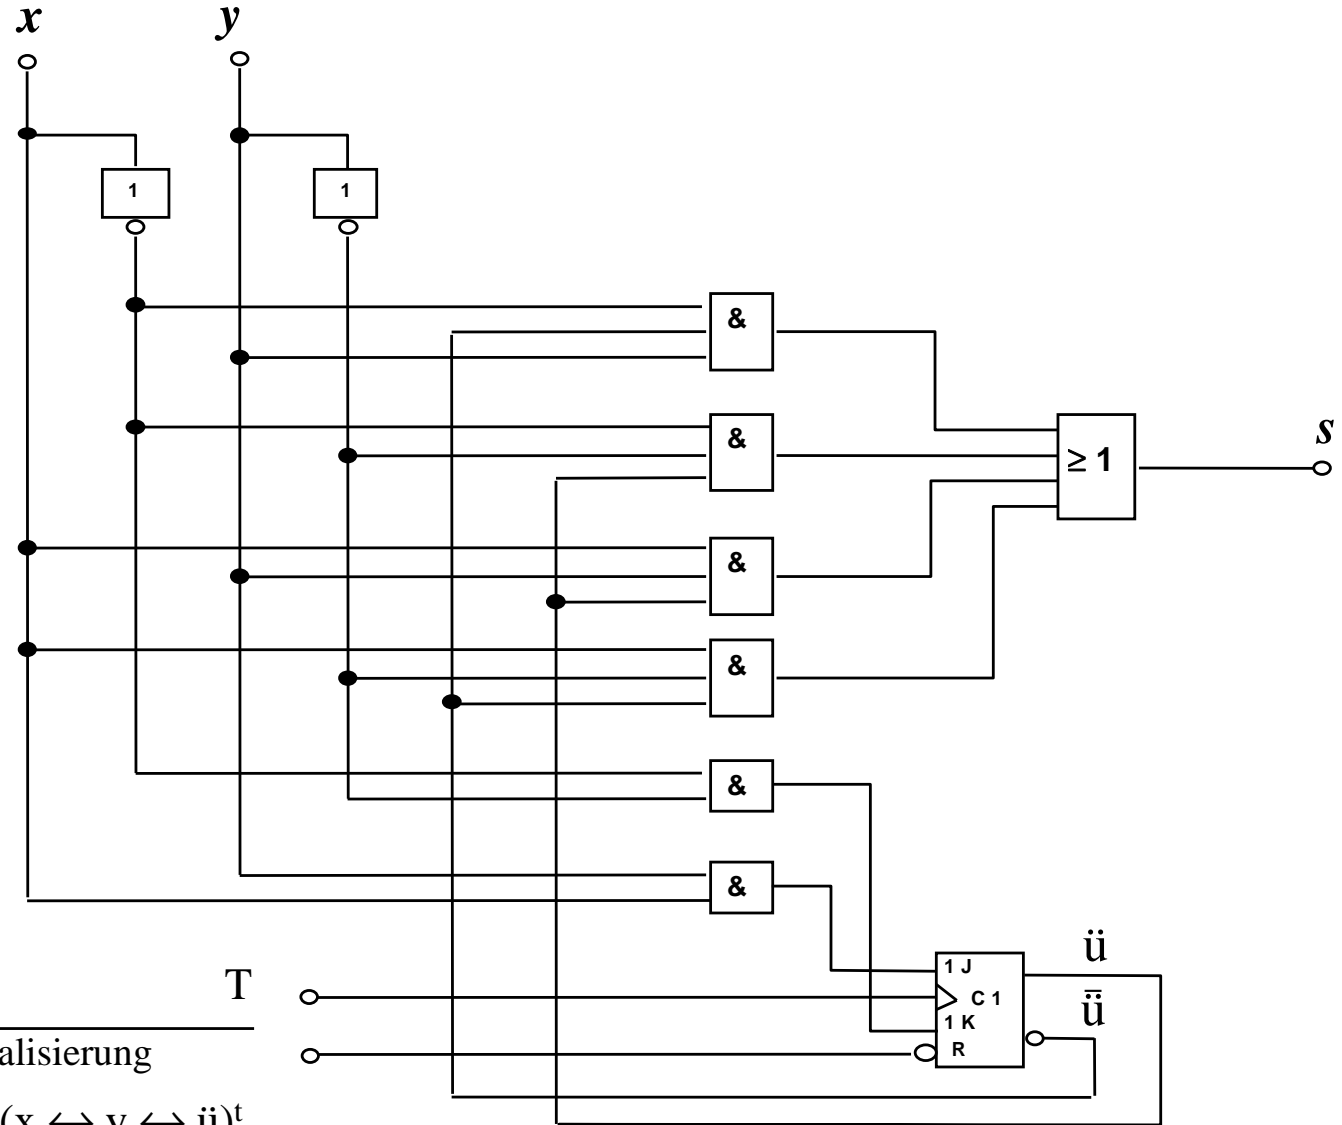 x y
1 1
&
&
≥ 1
s
&
&
&
&
ü
T
1 J
C 1
ü̅
1 K
R
alisierung
(x ↔ y ↔ ü)ᵗ